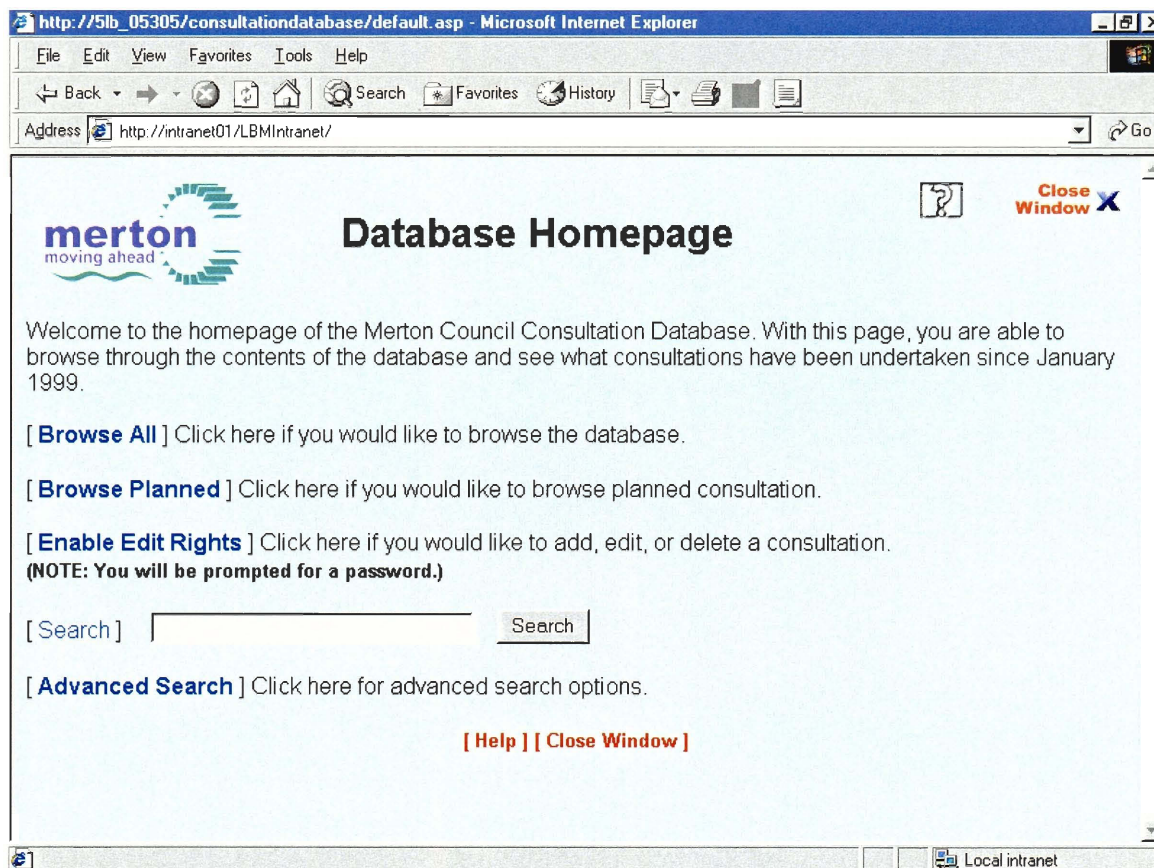 http://5lb_05305/consultationdatabase/default.asp - Microsoft Internet Explorer
File Edit View Favorites Tools Help
Back Search Favorites History
Address http://intranet01/LBMIntranet/ Go
merton
moving ahead
Database Homepage
?
Close
Window X
Welcome to the homepage of the Merton Council Consultation Database. With this page, you are able to
browse through the contents of the database and see what consultations have been undertaken since January
1999.
[ Browse All ] Click here if you would like to browse the database.
[ Browse Planned ] Click here if you would like to browse planned consultation.
[ Enable Edit Rights ] Click here if you would like to add, edit, or delete a consultation.
(NOTE: You will be prompted for a password.)
[ Search ] Search
[ Advanced Search ] Click here for advanced search options.
[ Help ] [ Close Window ]
Local intranet